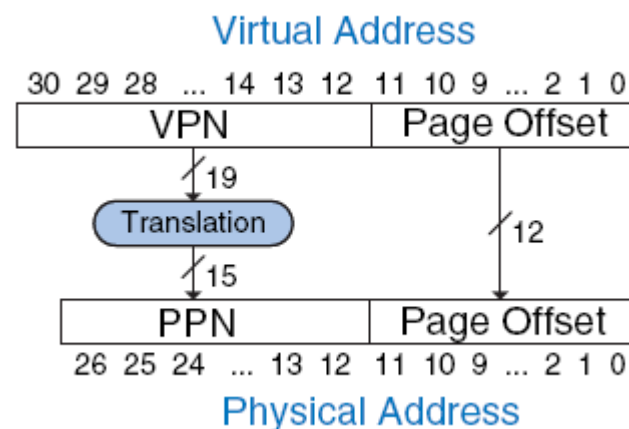 Virtual Address
30 29 28 ... 14 13 12 11 10 9 ... 2 1 0
VPN Page Offset
19
Translation
12
15
PPN Page Offset
26 25 24 ... 13 12 11 10 9 ... 2 1 0
Physical Address